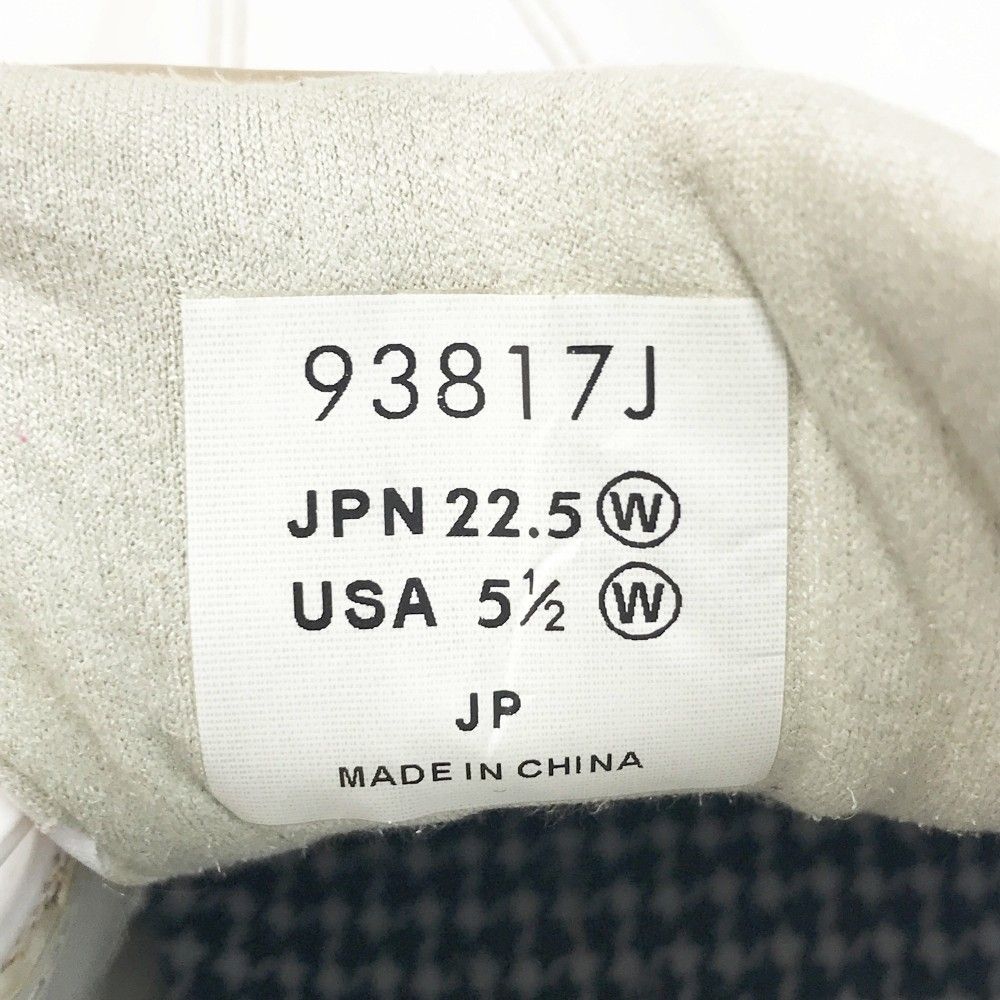 93817J
JPN 22.5 Ⓦ
USA 5½ Ⓦ
JP
MADE IN CHINA